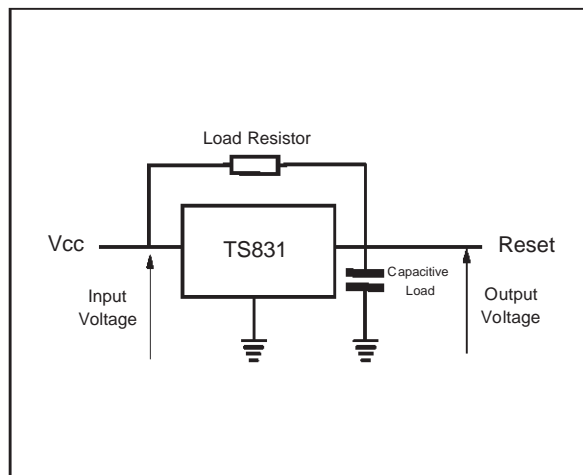 Load Resistor
Vcc
TS831
Reset
Capacitive
Load
Input
Voltage
Output
Voltage